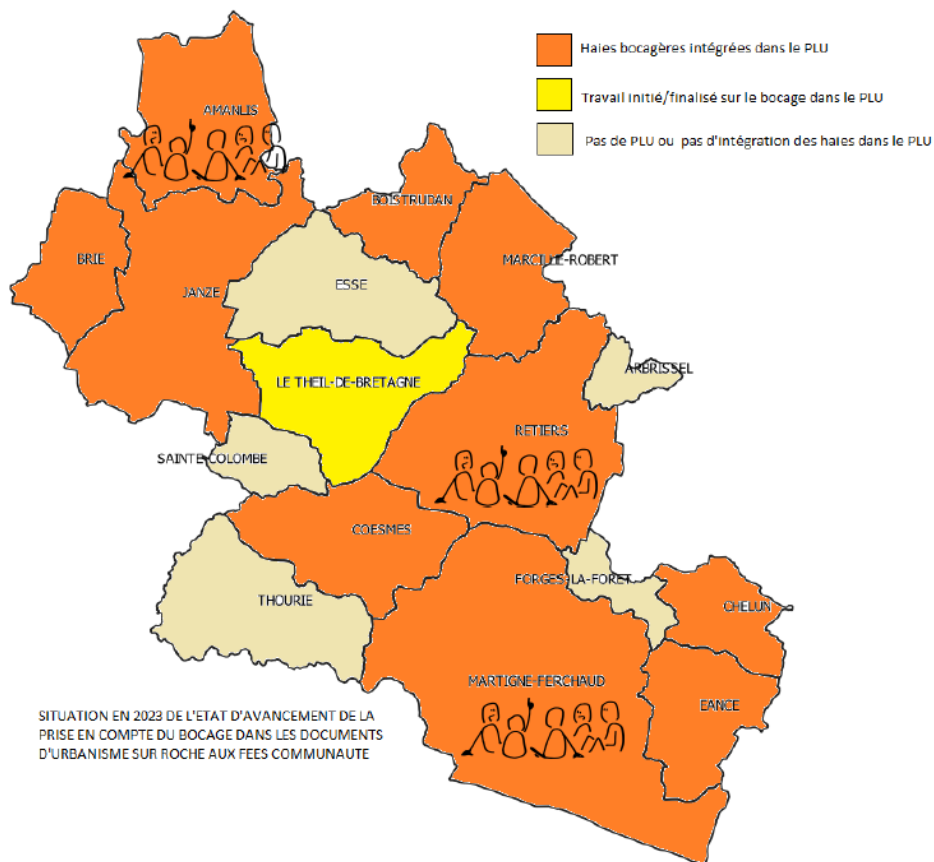 Haies bocagères intégrées dans le PLU
Travail initié/finalisé sur le bocage dans le PLU
Pas de PLU ou pas d'intégration des haies dans le PLU
AMANLIS
BOISTRUDAN
BRIE
MARCILLE-ROBERT
ESSE
JANZE
ARBRISSEL
LE THEIL-DE-BRETAGNE
RETIERS
SAINTE-COLOMBE
COESMES
FORGES-LA-FORET
THOURIE
CHELUN
MARTIGNE-FERCHAUD
EANCE
SITUATION EN 2023 DE L'ETAT D'AVANCEMENT DE LA
PRISE EN COMPTE DU BOCAGE DANS LES DOCUMENTS
D'URBANISME SUR ROCHE AUX FEES COMMUNAUTE